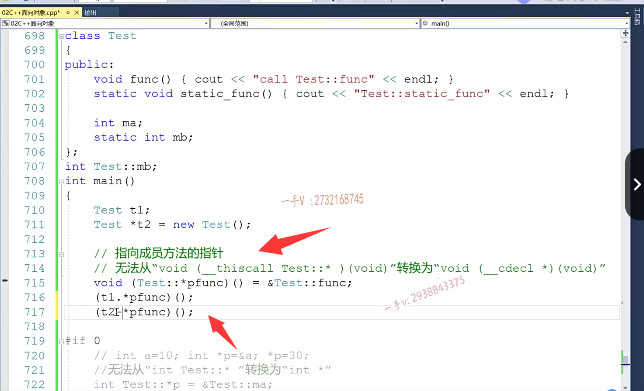 02C++面向对象.cpp* 输出
02C++面向对象 (全局范围) main()
698 class Test
699 {
700 public:
701 void func() { cout << "call Test::func" << endl; }
702 static void static_func() { cout << "Test::static_func" << endl; }
703
704 int ma;
705 static int mb;
706 };
707 int Test::mb;
708 int main()
709 {
710 Test t1;
711 Test *t2 = new Test();
712
713 // 指向成员方法的指针
714 // 无法从“void (__thiscall Test::* )(void)”转换为“void (__cdecl *)(void)”
715 void (Test::*pfunc)() = &Test::func;
716 (t1.*pfunc)();
717 (t2-*pfunc)();
718
719 #if 0
720 // int a=10; int *p=&a; *p=30;
721 //无法从“int Test::* ”转换为“int *”
722 int Test::*p = &Test::ma;
一手V :2732168745
一手v: 2938843375